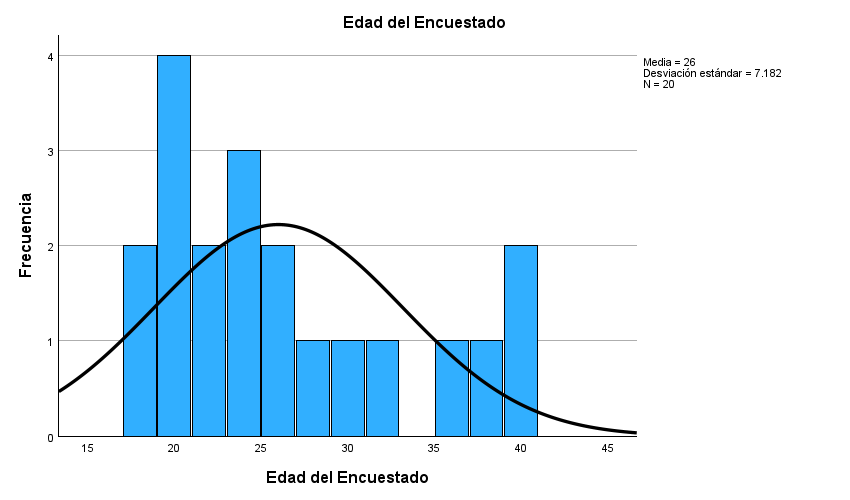 Edad del Encuestado
Media = 26
Desviación estándar = 7.182
N = 20
4
3
2
1
0
Frecuencia
15 20 25 30 35 40 45
Edad del Encuestado